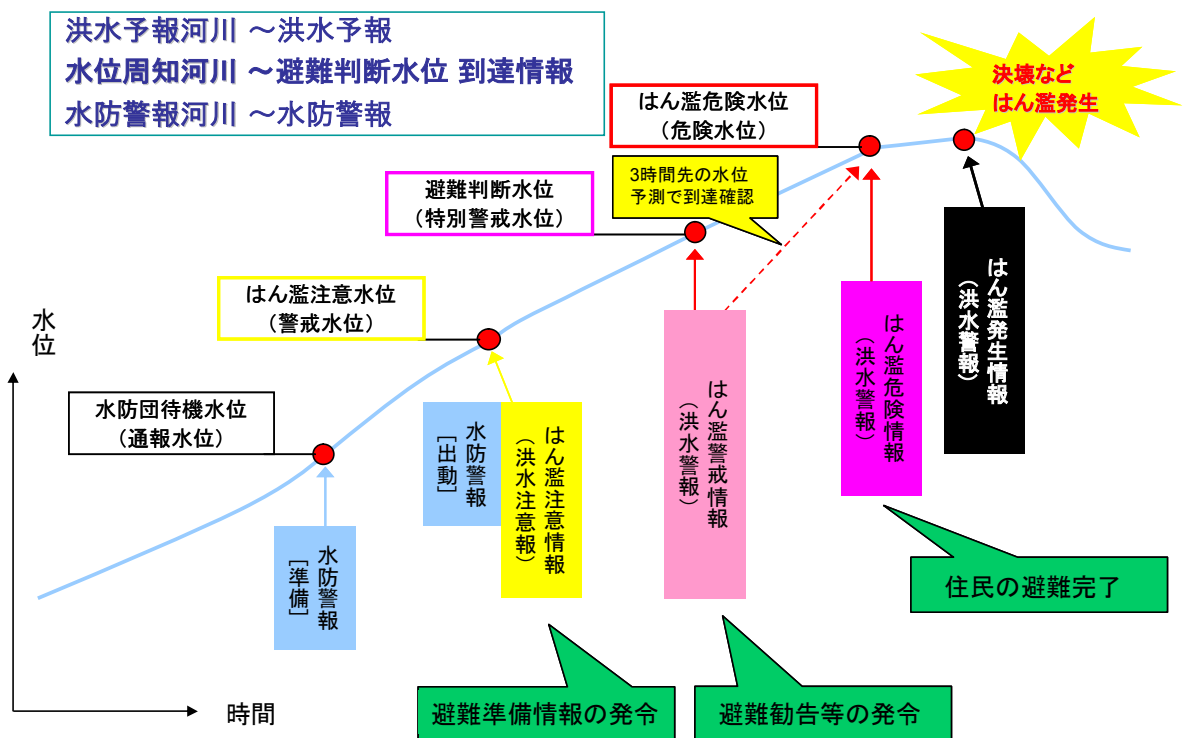 洪水予報河川 ～洪水予報
水位周知河川 ～避難判断水位 到達情報
水防警報河川 ～水防警報
決壊など
はん濫発生
はん濫危険水位
（危険水位）
3時間先の水位
予測で到達確認
避難判断水位
（特別警戒水位）
はん濫注意水位
（警戒水位）
水位
水防団待機水位
（通報水位）
水防警報
［準備］
水防警報
［出動］
はん濫注意情報
（洪水注意報）
はん濫警戒情報
（洪水警報）
はん濫危険情報
（洪水警報）
はん濫発生情報
（洪水警報）
住民の避難完了
避難準備情報の発令
避難勧告等の発令
時間